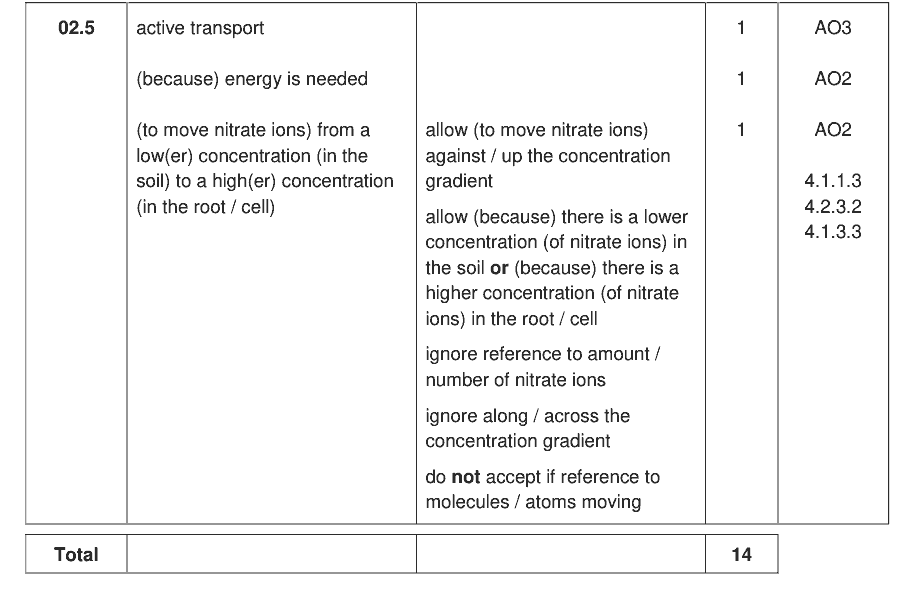 02.5 active transport 1 AO3
(because) energy is needed 1 AO2
(to move nitrate ions) from a
low(er) concentration (in the
soil) to a high(er) concentration
(in the root / cell)
allow (to move nitrate ions)
against / up the concentration
gradient
allow (because) there is a lower
concentration (of nitrate ions) in
the soil or (because) there is a
higher concentration (of nitrate
ions) in the root / cell
ignore reference to amount /
number of nitrate ions
ignore along / across the
concentration gradient
do not accept if reference to
molecules / atoms moving
1 AO2
4.1.1.3
4.2.3.2
4.1.3.3
Total 14